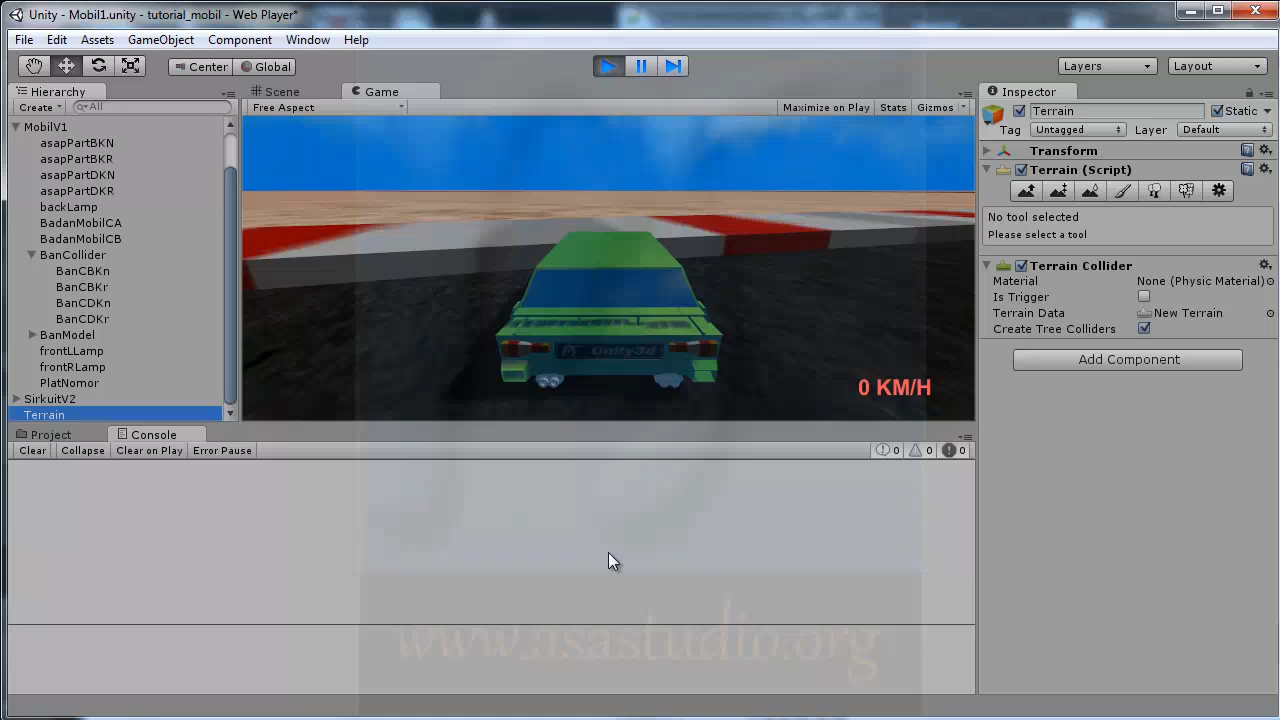 Unity - Mobil1.unity - tutorial_mobil - Web Player*
File Edit Assets GameObject Component Window Help
Center Global Layers Layout
Hierarchy
Create All
MobilV1
asapPartBKN
asapPartBKR
asapPartDKN
asapPartDKR
backLamp
BadanMobilCA
BadanMobilCB
BanCollider
BanCBKn
BanCBKr
BanCDKn
BanCDKr
BanModel
frontLLamp
frontRLamp
PlatNomor
SirkuitV2
Terrain
Scene Game
Free Aspect Maximize on Play Stats Gizmos
Unity3d
0 KM/H
Project Console
Clear Collapse Clear on Play Error Pause 0 0 0
www.asastudio.org
Inspector
Terrain Static
Tag Untagged Layer Default
Transform
Terrain (Script)
No tool selected
Please select a tool
Terrain Collider
Material None (Physic Material)
Is Trigger
Terrain Data New Terrain
Create Tree Colliders
Add Component